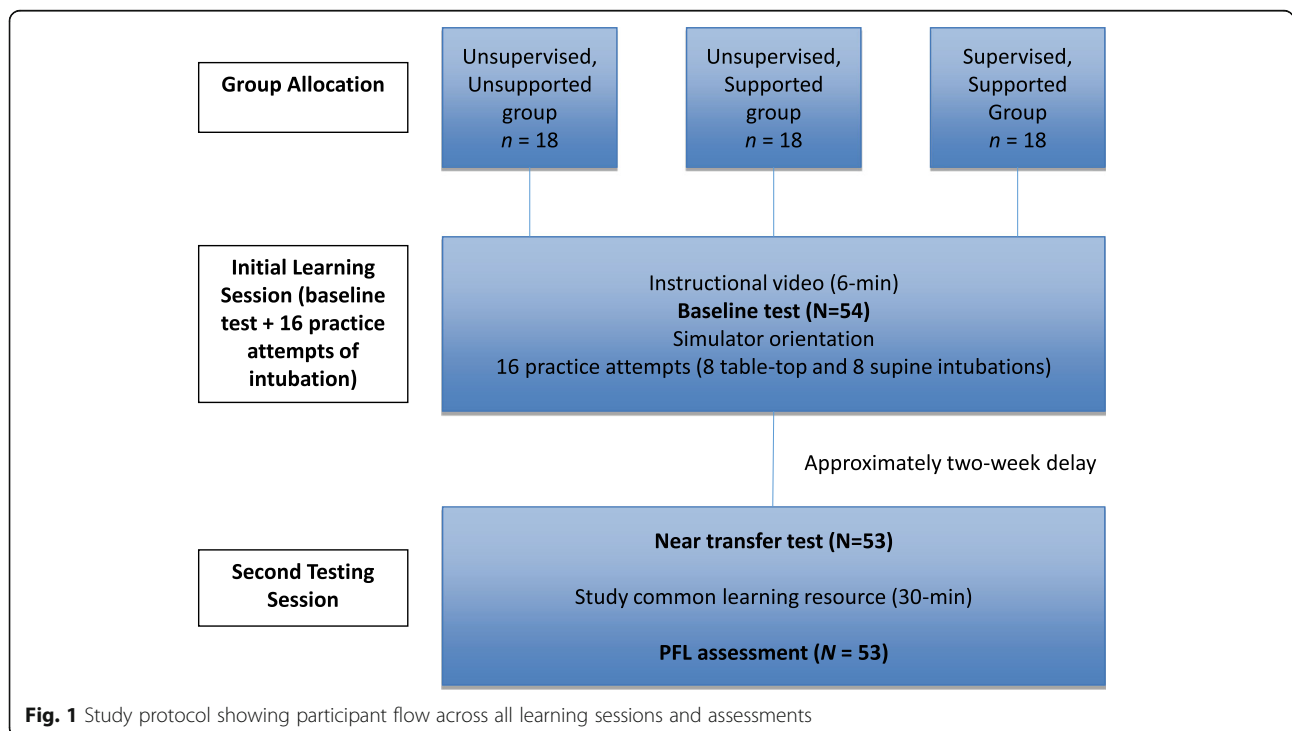 Group Allocation
Unsupervised,
Unsupported
group
n = 18
Unsupervised,
Supported
group
n = 18
Supervised,
Supported
Group
n = 18
Initial Learning
Session (baseline
test + 16 practice
attempts of
intubation)
Instructional video (6-min)
Baseline test (N=54)
Simulator orientation
16 practice attempts (8 table-top and 8 supine intubations)
Approximately two-week delay
Second Testing
Session
Near transfer test (N=53)
Study common learning resource (30-min)
PFL assessment (N = 53)
Fig. 1 Study protocol showing participant flow across all learning sessions and assessments